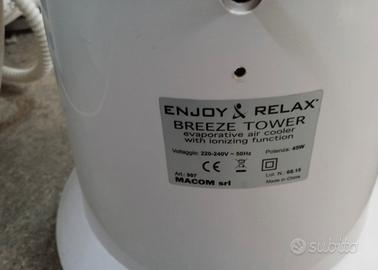 ENJOY & RELAX
BREEZE TOWER
evaporative air cooler
with ionizing function
Voltaggio: 220-240V ~ 50Hz Potenza: 45W
Art.: 907 Lot. N.: 08.15
MACOM srl Made in China
subito